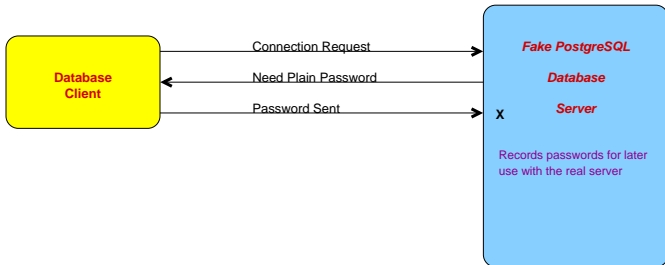 Database
Client
Connection Request
Need Plain Password
Password Sent
Fake PostgreSQL
Database
Server
X
Records passwords for later
use with the real server